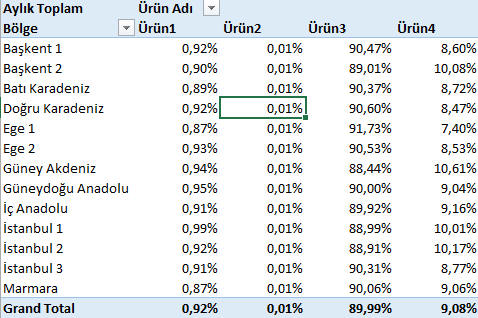 Aylık Toplam Ürün Adı
Bölge Ürün1 Ürün2 Ürün3 Ürün4
Başkent 1 0,92% 0,01% 90,47% 8,60%
Başkent 2 0,90% 0,01% 89,01% 10,08%
Batı Karadeniz 0,89% 0,01% 90,37% 8,72%
Doğru Karadeniz 0,92% 0,01% 90,60% 8,47%
Ege 1 0,87% 0,01% 91,73% 7,40%
Ege 2 0,93% 0,01% 90,53% 8,53%
Güney Akdeniz 0,94% 0,01% 88,44% 10,61%
Güneydoğu Anadolu 0,95% 0,01% 90,00% 9,04%
İç Anadolu 0,91% 0,01% 89,92% 9,16%
İstanbul 1 0,99% 0,01% 88,99% 10,01%
İstanbul 2 0,92% 0,01% 88,91% 10,17%
İstanbul 3 0,91% 0,01% 90,31% 8,77%
Marmara 0,87% 0,01% 90,06% 9,06%
Grand Total 0,92% 0,01% 89,99% 9,08%